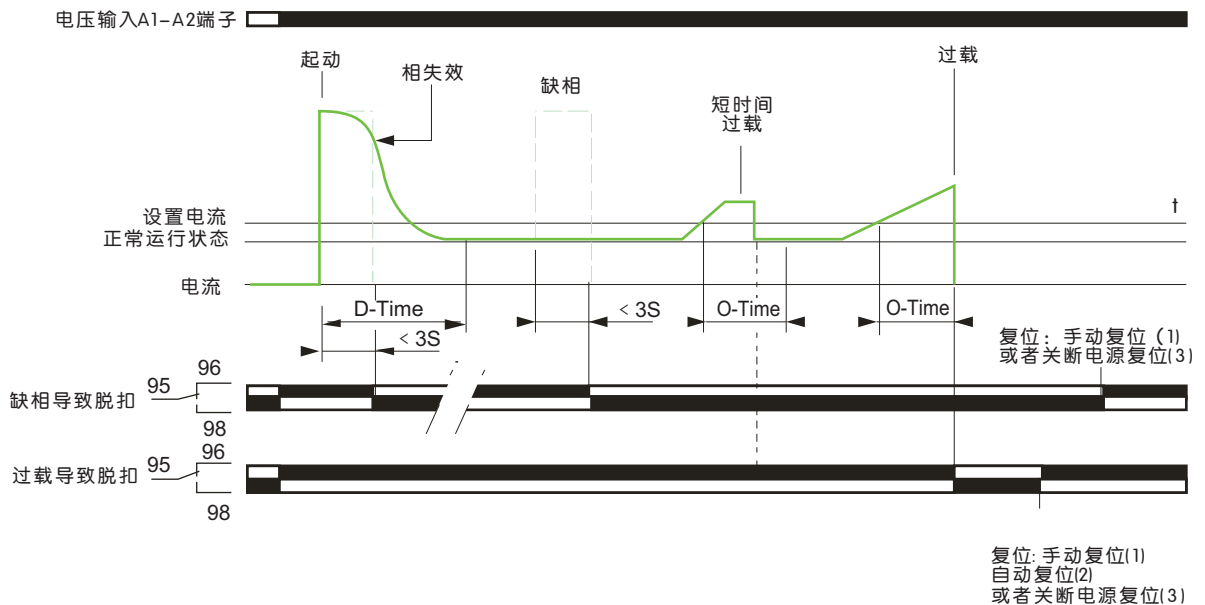 电压输入A1-A2端子
起动
相失效
缺相
短时间
过载
过载
设置电流
正常运行状态
t
电流
D-Time
< 3S
< 3S
O-Time
O-Time
复位：手动复位（1)
或者关断电源复位(3)
缺相导致脱扣
95
96
98
过载导致脱扣
95
96
98
复位: 手动复位(1)
自动复位(2)
或者关断电源复位(3)